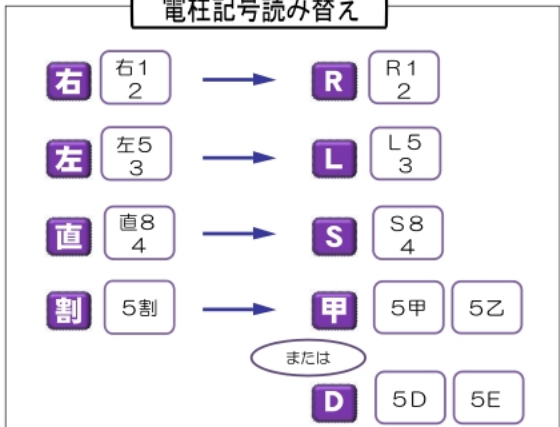 電柱記号読み替え
右 右1 R R1
2 2
左 左5 L L5
3 3
直 直8 S S8
4 4
割 5割 甲 5甲 5乙
または
D 5D 5E